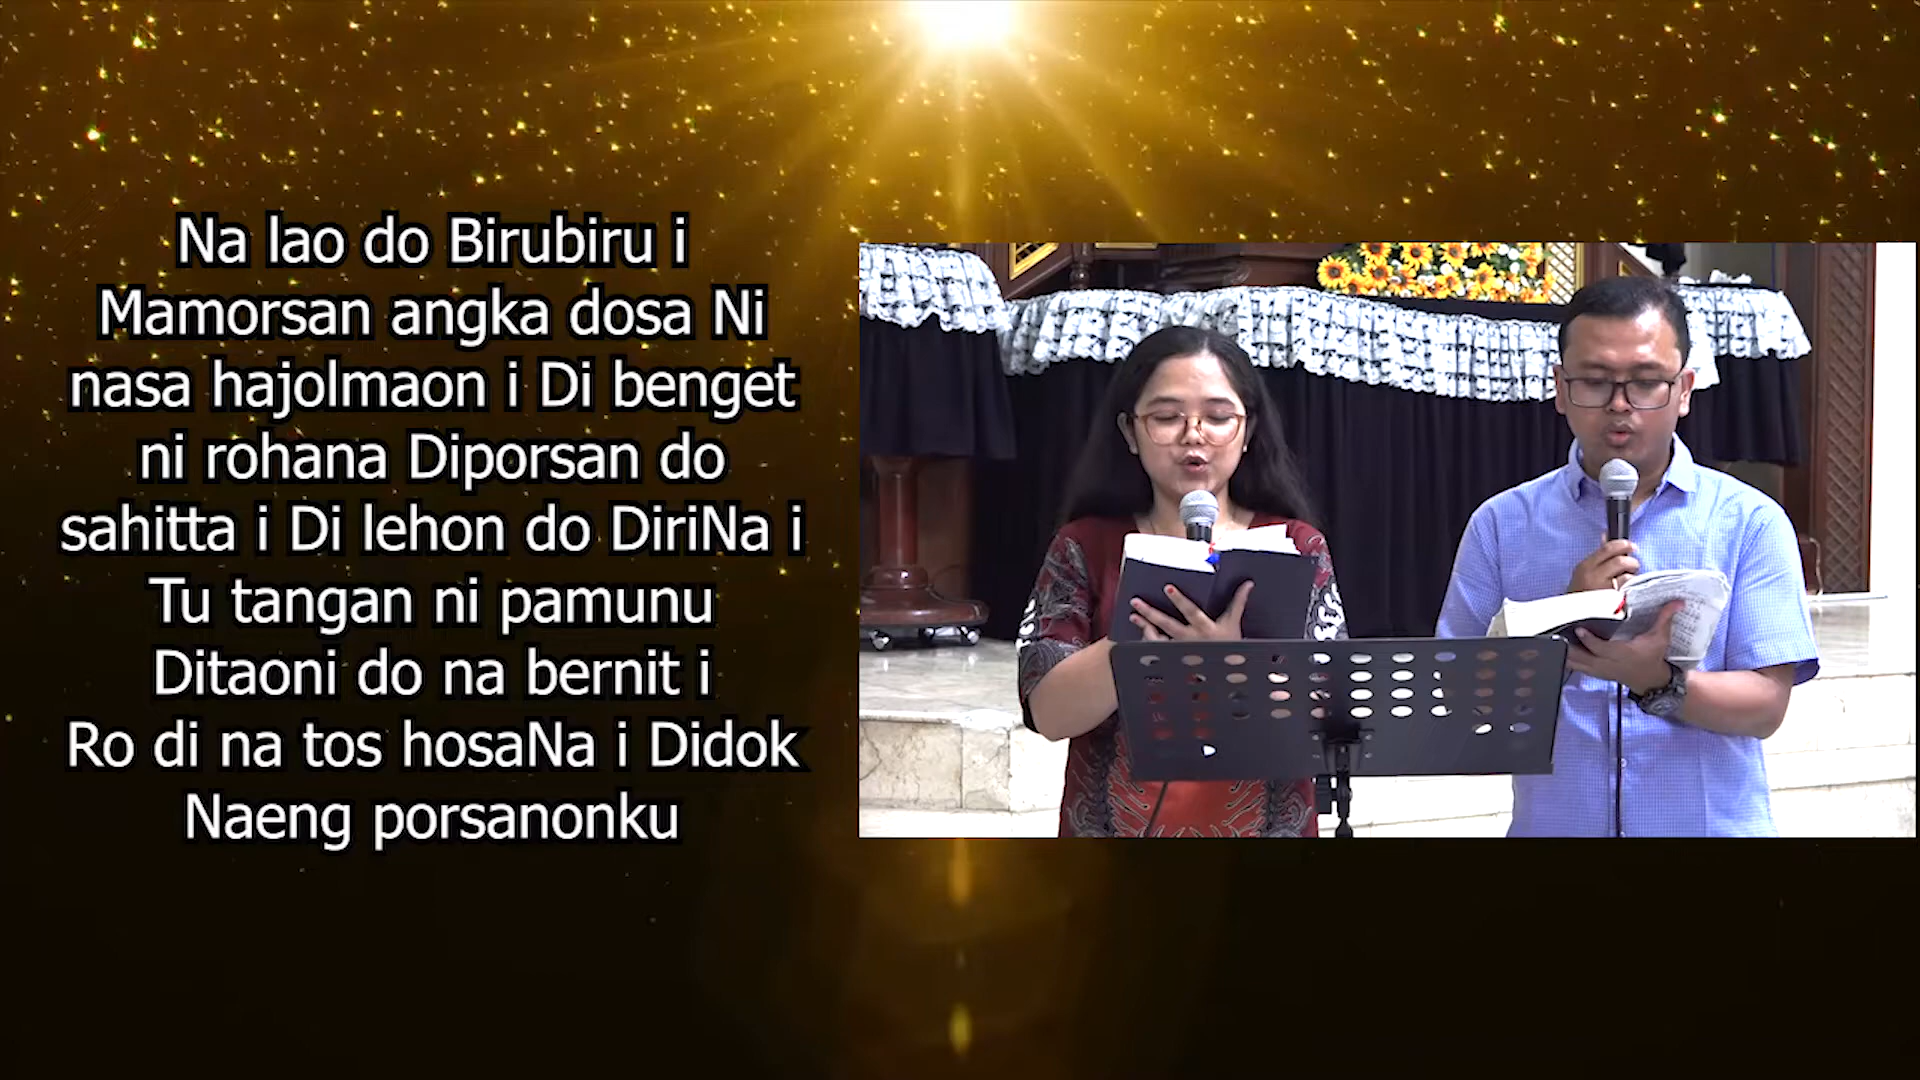 Na lao do Birubiru i
Mamorsan angka dosa Ni
nasa hajolmaon i Di benget
ni rohana Diporsan do
sahitta i Di lehon do DiriNa i
Tu tangan ni pamunu
Ditaoni do na bernit i
Ro di na tos hosaNa i Didok
Naeng porsanonku